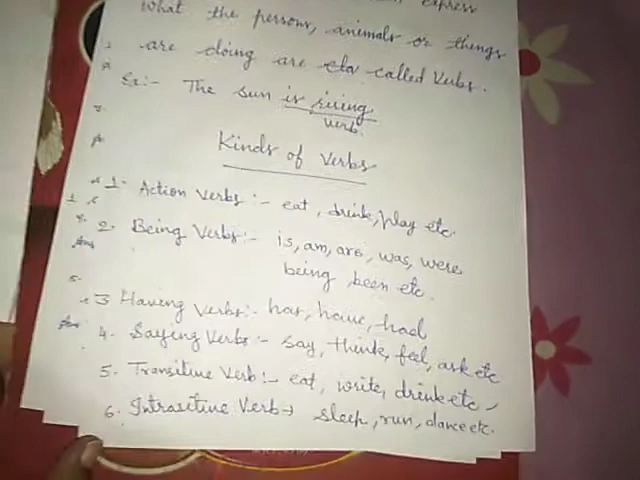 express
What the persons, animals or things
are doing are etc called Verbs.
Ex:- The sun is rising.
verb.
Kinds of Verbs
1- Action Verbs :- eat, drink, play etc.
2. Being Verbs :- is, am, are, was, were
being, been etc.
3 Having Verbs :- has, have, had
4. Saying Verbs :- say, think, feel, ask etc
5. Transitive Verb :- eat, write, drink etc
6. Intrasitive Verb → sleep, run, dance etc.